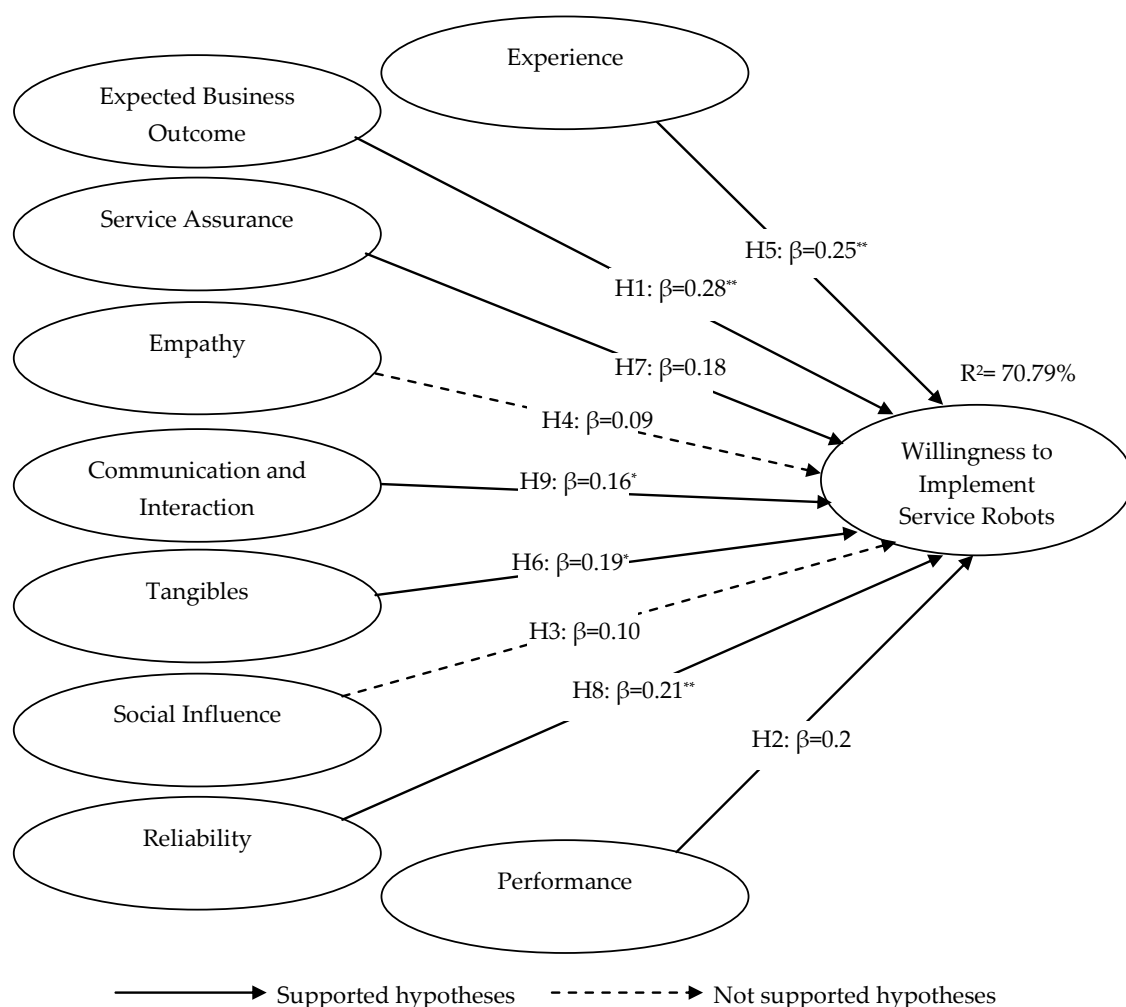 Experience
Expected Business
Outcome
Service Assurance
H5: β=0.25**
H1: β=0.28**
Empathy
H7: β=0.18
R²= 70.79%
H4: β=0.09
Communication and
Interaction
H9: β=0.16*
Willingness to
Implement
Service Robots
Tangibles
H6: β=0.19*
H3: β=0.10
Social Influence
H8: β=0.21**
H2: β=0.2
Reliability
Performance
Supported hypotheses
Not supported hypotheses